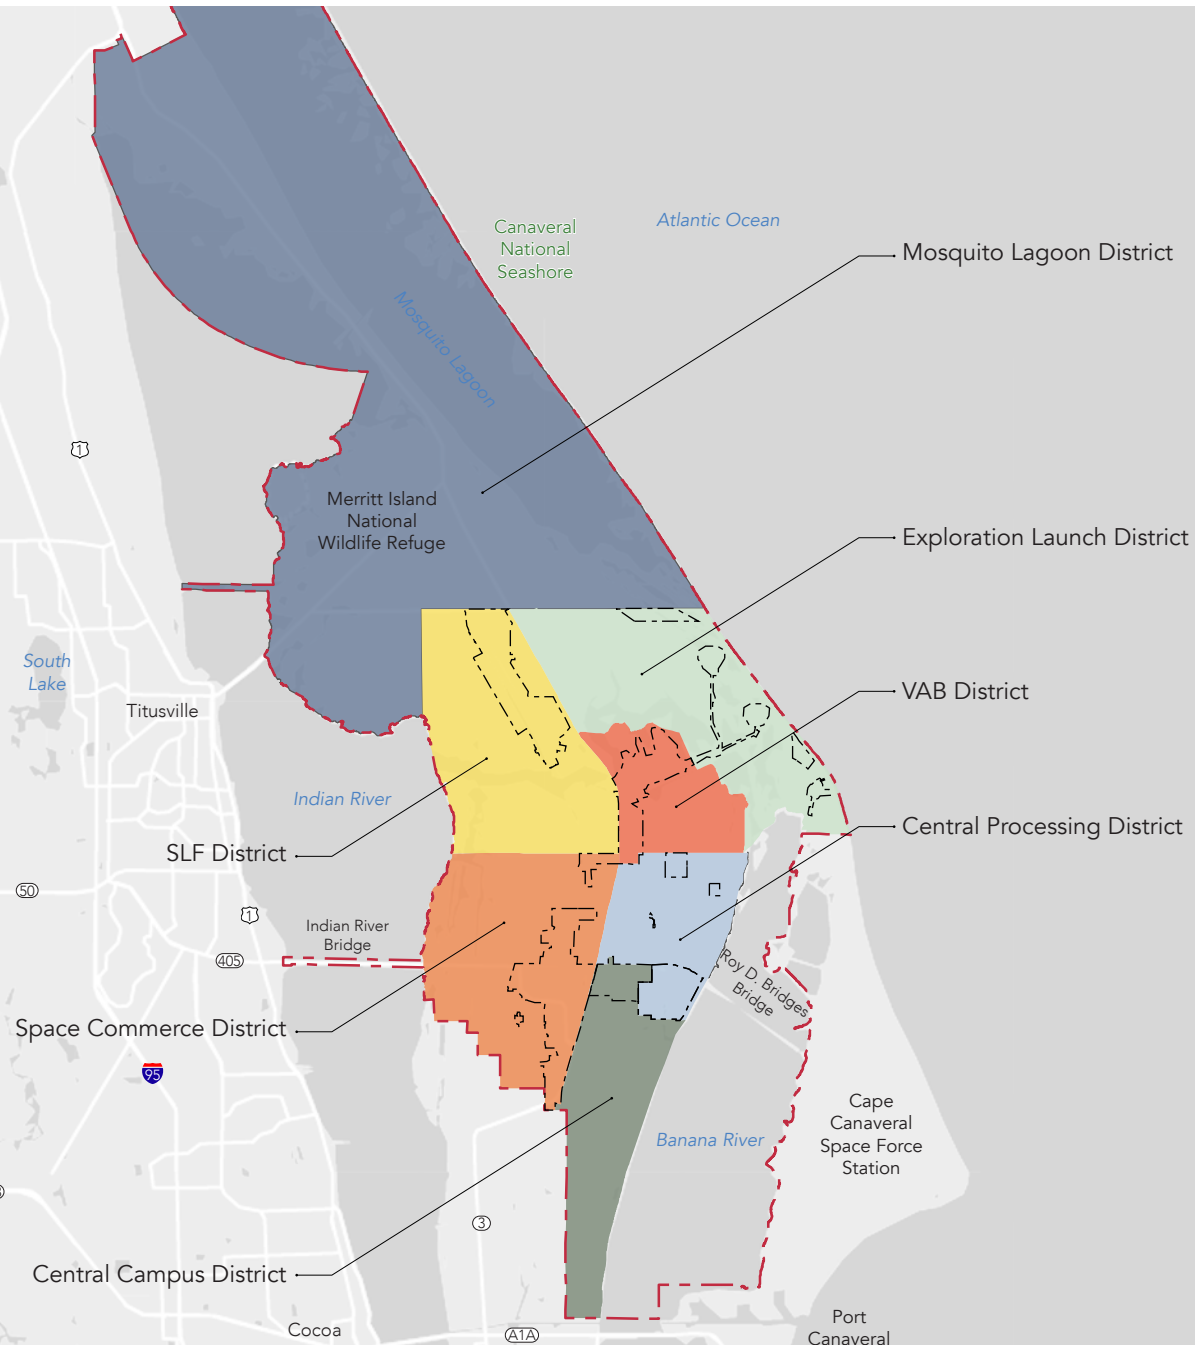 Canaveral
National
Seashore
Atlantic Ocean
Mosquito Lagoon District
Mosquito Lagoon
1
Merritt Island
National
Wildlife Refuge
Exploration Launch District
South
Lake
Titusville
VAB District
Indian River
Central Processing District
SLF District
50
1
Indian River
Bridge
405
Roy D. Bridges
Bridge
Space Commerce District
95
Cape
Canaveral
Space Force
Station
Banana River
3
Central Campus District
Cocoa
A1A
Port
Canaveral